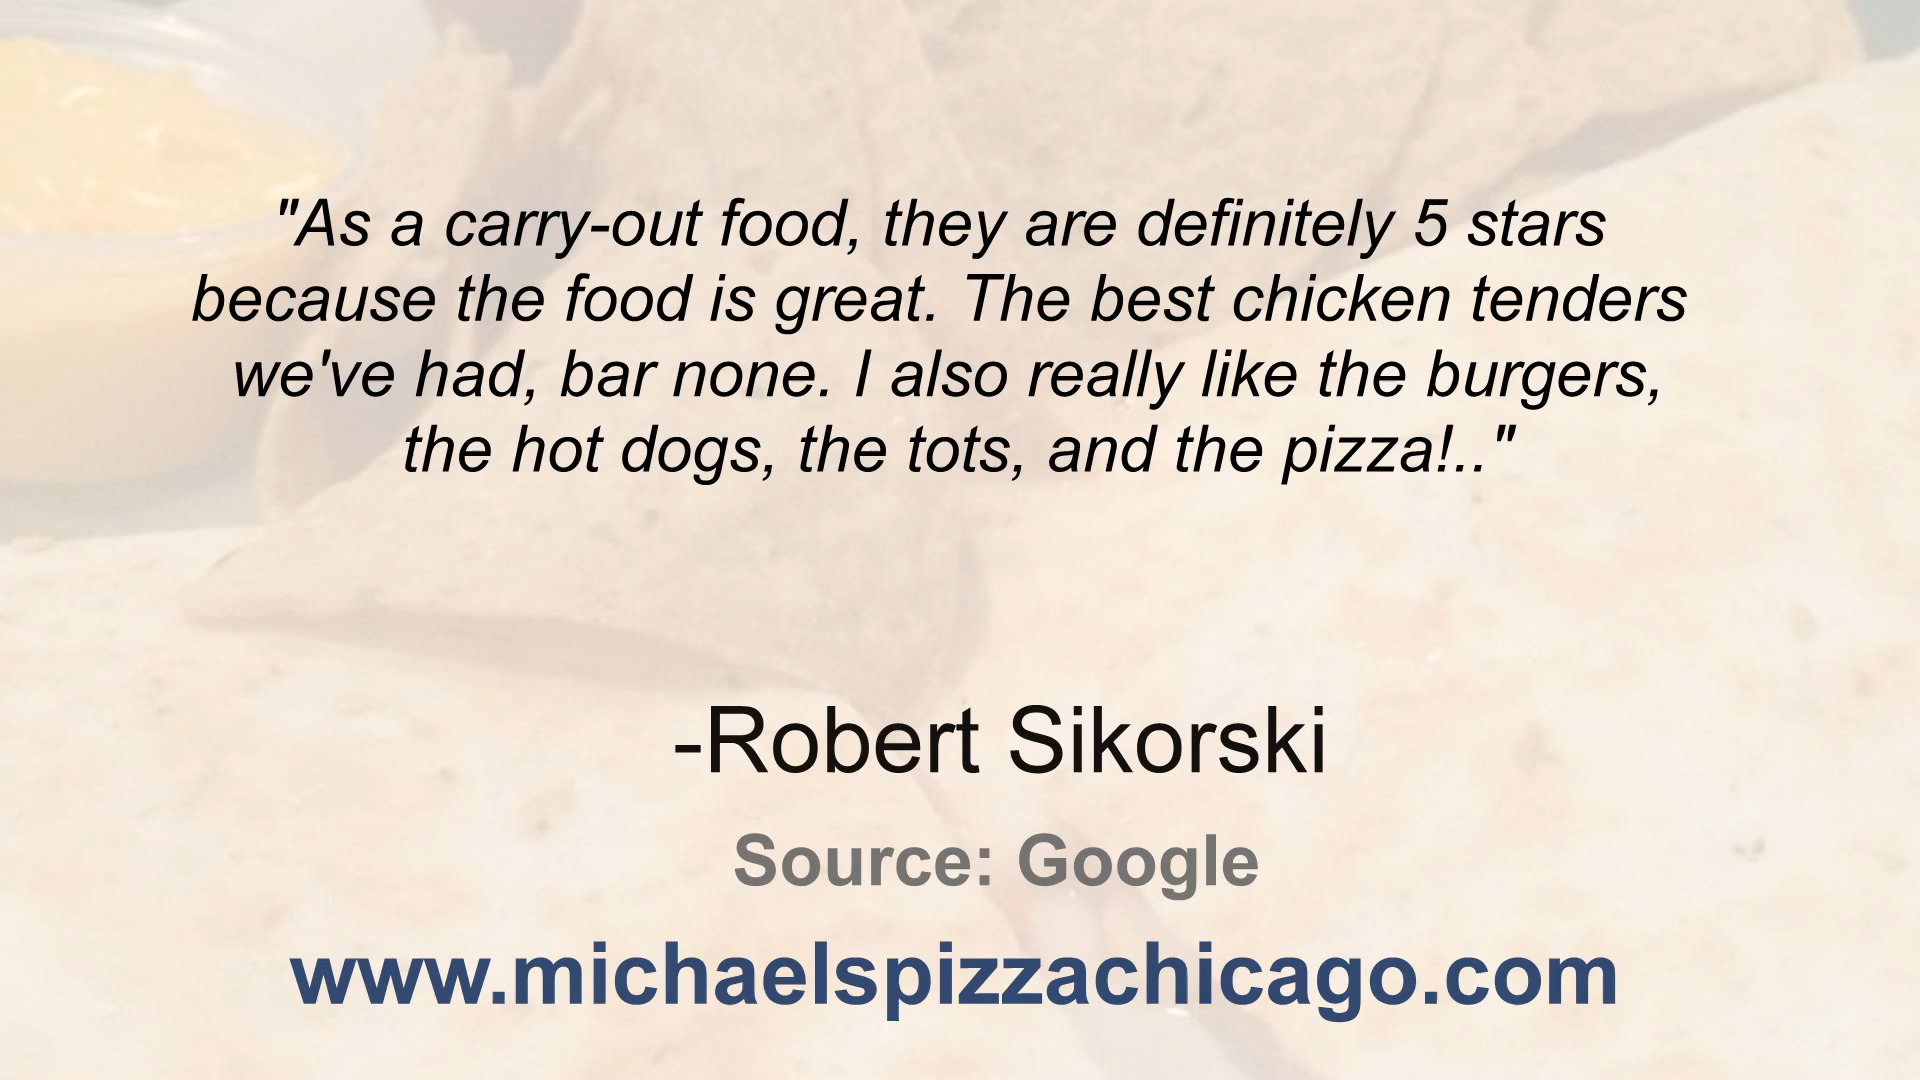 "As a carry-out food, they are definitely 5 stars
because the food is great. The best chicken tenders
we've had, bar none. I also really like the burgers,
the hot dogs, the tots, and the pizza!.."
-Robert Sikorski
Source: Google
www.michaelspizzachicago.com